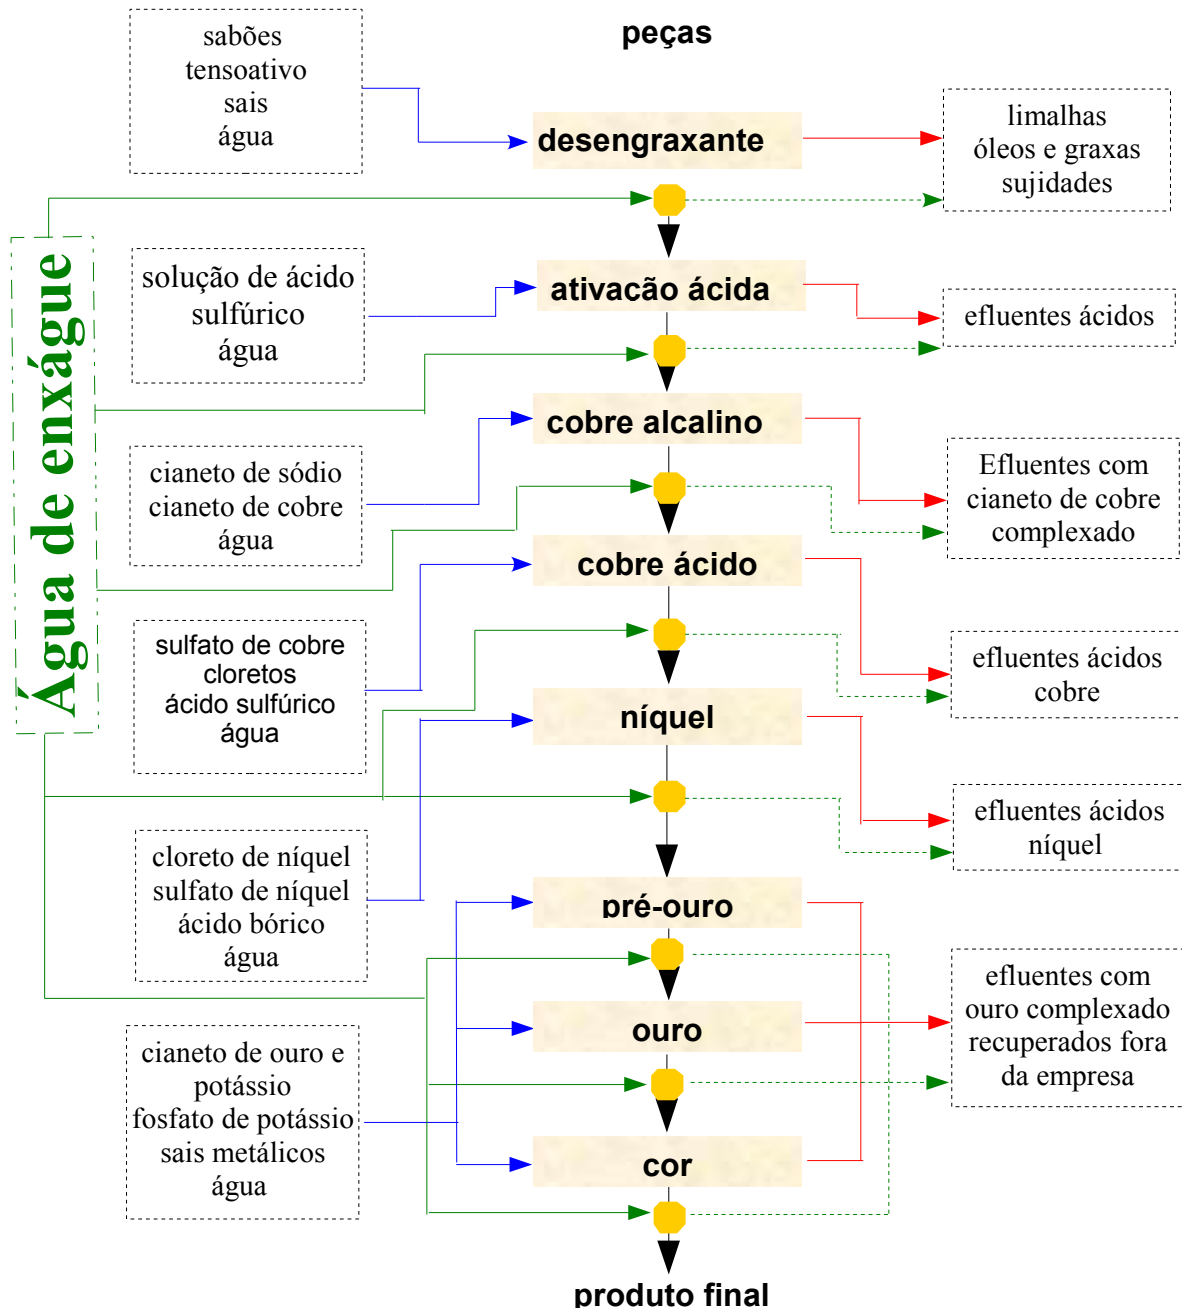 peças
sabões
tensoativo
sais
água
desengraxante
limalhas
óleos e graxas
sujidades
Água de enxágue
solução de ácido
sulfúrico
água
ativacão ácida
efluentes ácidos
cobre alcalino
cianeto de sódio
cianeto de cobre
água
Efluentes com
cianeto de cobre
complexado
cobre ácido
sulfato de cobre
cloretos
ácido sulfúrico
água
efluentes ácidos
cobre
níquel
cloreto de níquel
sulfato de níquel
ácido bórico
água
efluentes ácidos
níquel
pré-ouro
ouro
efluentes com
ouro complexado
recuperados fora
da empresa
cianeto de ouro e
potássio
fosfato de potássio
sais metálicos
água
cor
produto final